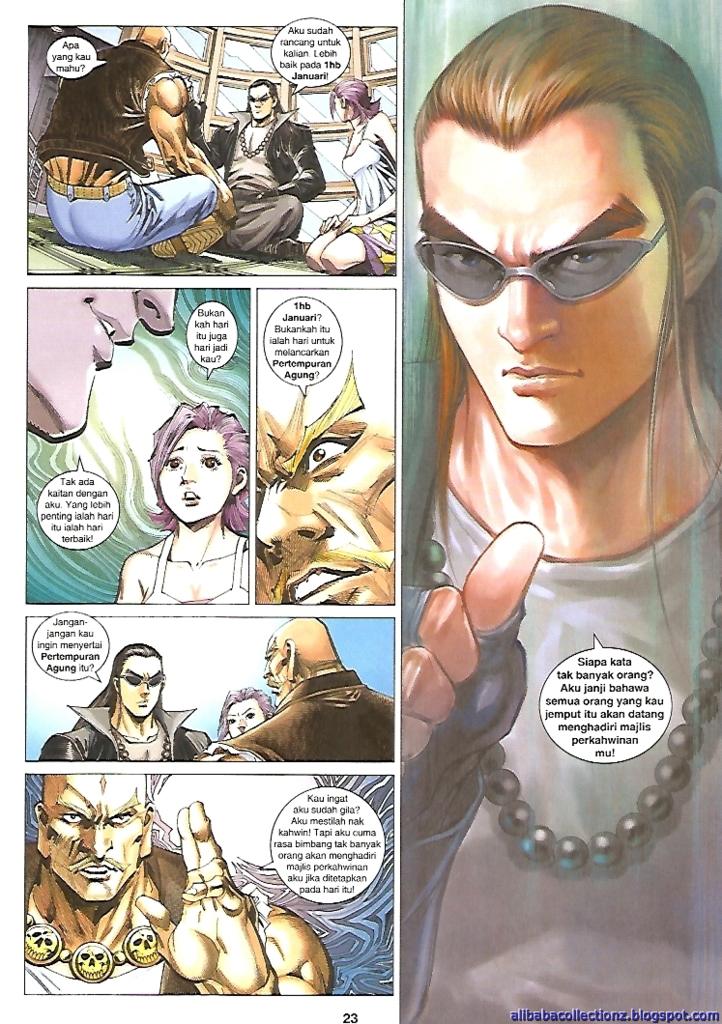 Apa
yang kau
mahu?
Aku sudah
rancang untuk
kalian. Lebih
baik pada 1hb
Januari!
Bukan
kah hari
itu juga
hari jadi
kau?
Tak ada
kaitan dengan
aku. Yang lebih
penting ialah hari
itu ialah hari
terbaik!
1hb
Januari?
Bukankah itu
ialah hari untuk
melancarkan
Pertempuran
Agung?
Jangan-
jangan kau
ingin menyertai
Pertempuran
Agung itu?
Kau ingat
aku sudah gila?
Aku mestilah nak
kahwin! Tapi aku cuma
rasa bimbang tak banyak
orang akan menghadiri
majlis perkahwinan
aku jika ditetapkan
pada hari itu!
Siapa kata
tak banyak orang?
Aku janji bahawa
semua orang yang kau
jemput itu akan datang
menghadiri majlis
perkahwinan
mu!
23
alibabacollectionz.blogspot.com